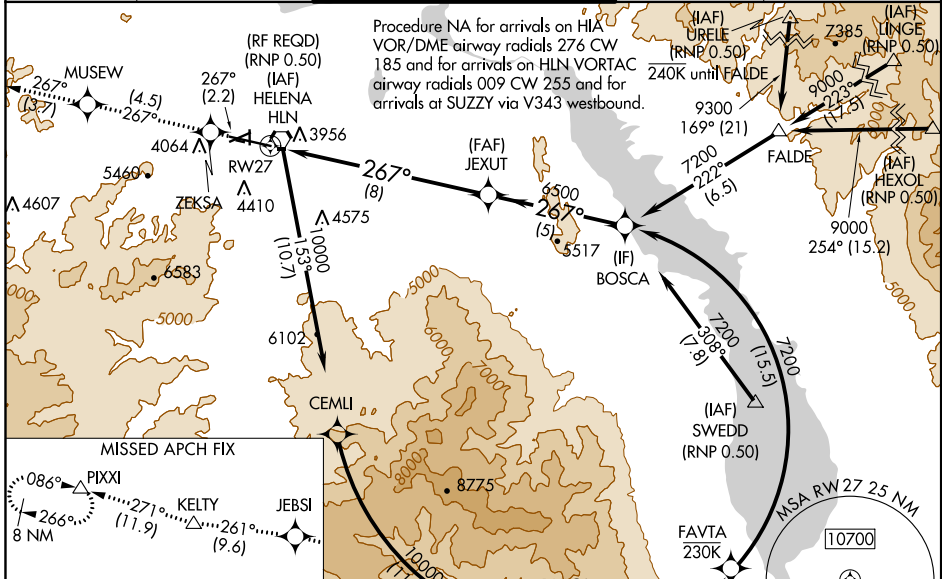 Procedure NA for arrivals on HIA
VOR/DME airway radials 276 CW
185 and for arrivals on HLN VORTAC
airway radials 009 CW 255 and for
arrivals at SUZZY via V343 westbound.
(IAF)
URELE
(RNP 0.50)
240K until FALDE
7385
(IAF)
LINGE
(RNP 0.50)
9300
169° (21)
9000
223°
(17.5)
FALDE
(IAF)
HEXOL
(RNP 0.50)
9000
254° (15.2)
7200
222°
(6.5)
MUSEW
267°
(4.5)
267°
267°
(2.2)
(RF REQD)
(RNP 0.50)
(IAF)
HELENA
HLN
3956
4064
RW27
ZEKSA
4410
5460
4607
4575
6583
5000
5000
10000
153°
(10.7)
6102
267°
(8)
(FAF)
JEXUT
6500
267°
(5)
5517
(IF)
BOSCA
7200
308°
(7.8)
7200
(15.5)
(IAF)
SWEDD
(RNP 0.50)
FAVTA
230K
CEMLI
6000
7000
8000
8775
10000
MISSED APCH FIX
086°
PIXXI
266°
8 NM
271°
(11.9)
KELTY
261°
(9.6)
JEBSI
MSA RW27 25 NM
10700